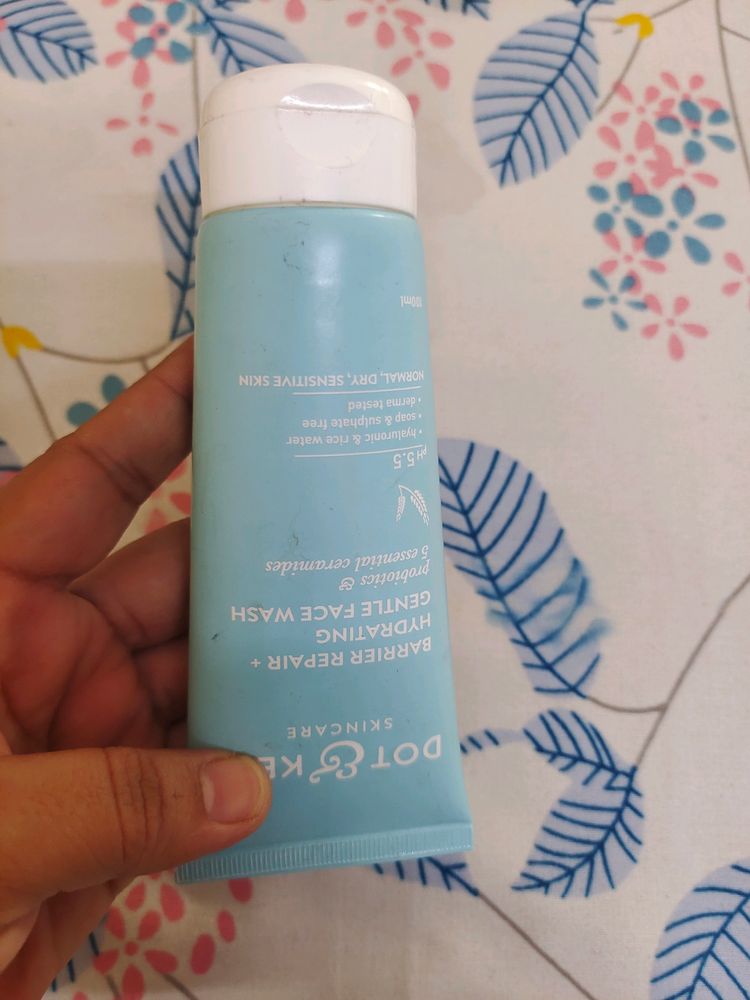 DOT & KE
SKINCARE
BARRIER REPAIR +
HYDRATING
GENTLE FACE WASH
probiotics &
5 essential ceramides
pH 5.5
• hyaluronic & rice water
• soap & sulphate free
• derma tested
NORMAL, DRY, SENSITIVE SKIN
100ml